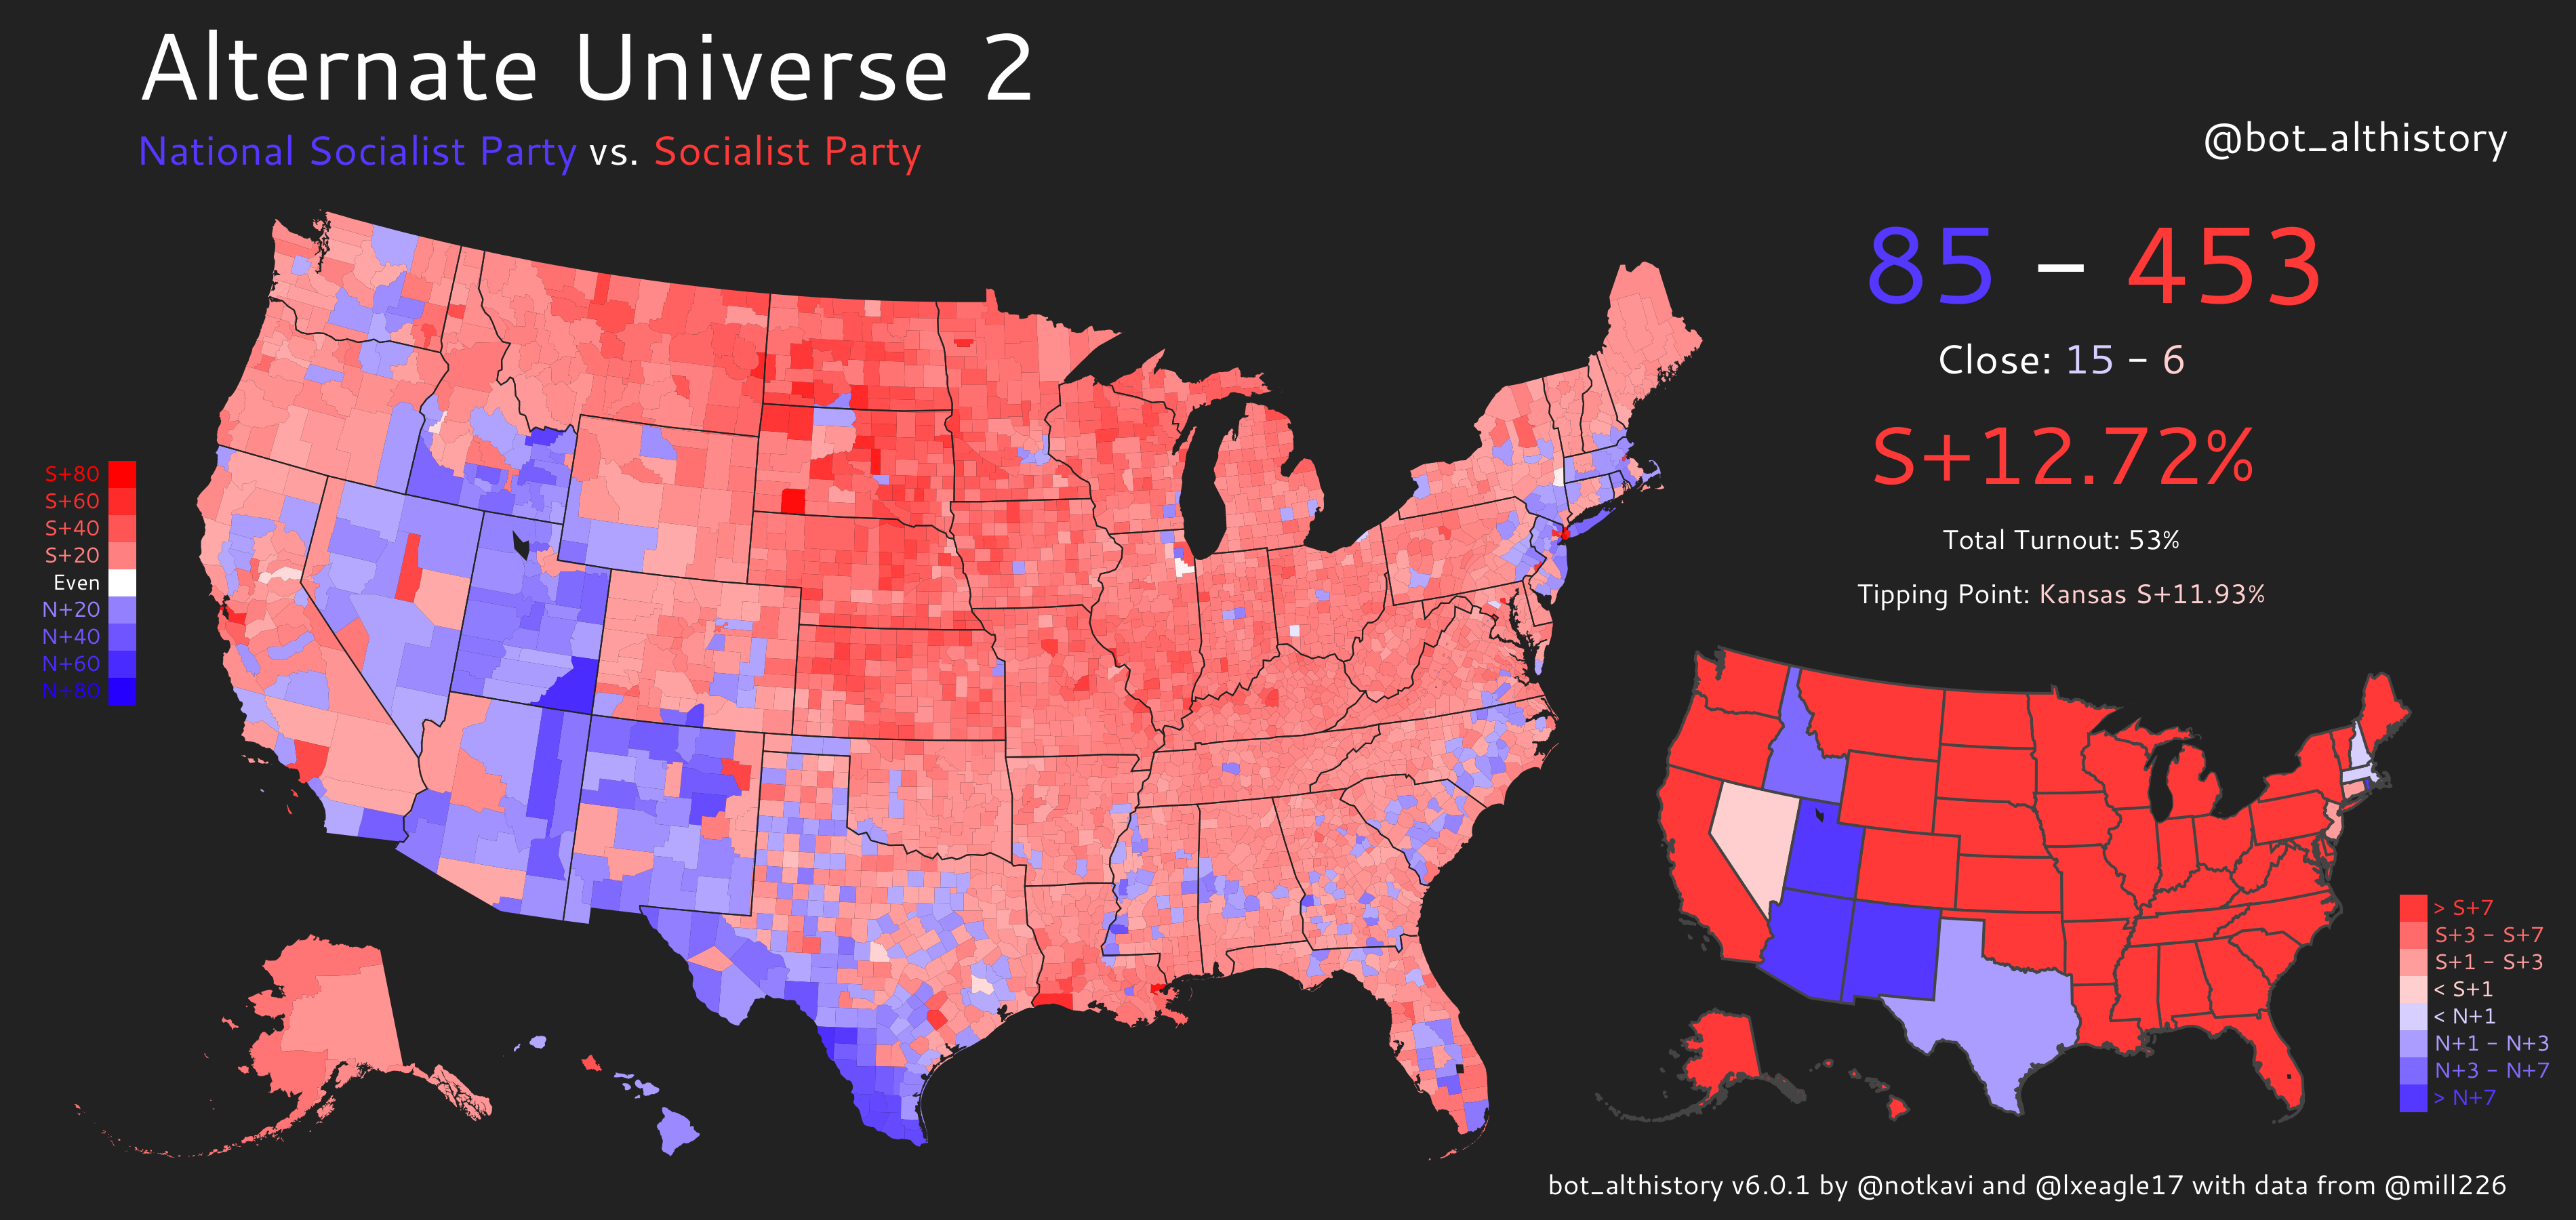 Alternate Universe 2
National Socialist Party vs. Socialist Party
@bot_althistory
85 – 453
Close: 15 - 6
S+12.72%
Total Turnout: 53%
Tipping Point: Kansas S+11.93%
S+80
S+60
S+40
S+20
Even
N+20
N+40
N+60
N+80
> S+7
S+3 - S+7
S+1 - S+3
< S+1
< N+1
N+1 - N+3
N+3 - N+7
> N+7
bot_althistory v6.0.1 by @notkavi and @lxeagle17 with data from @mill226